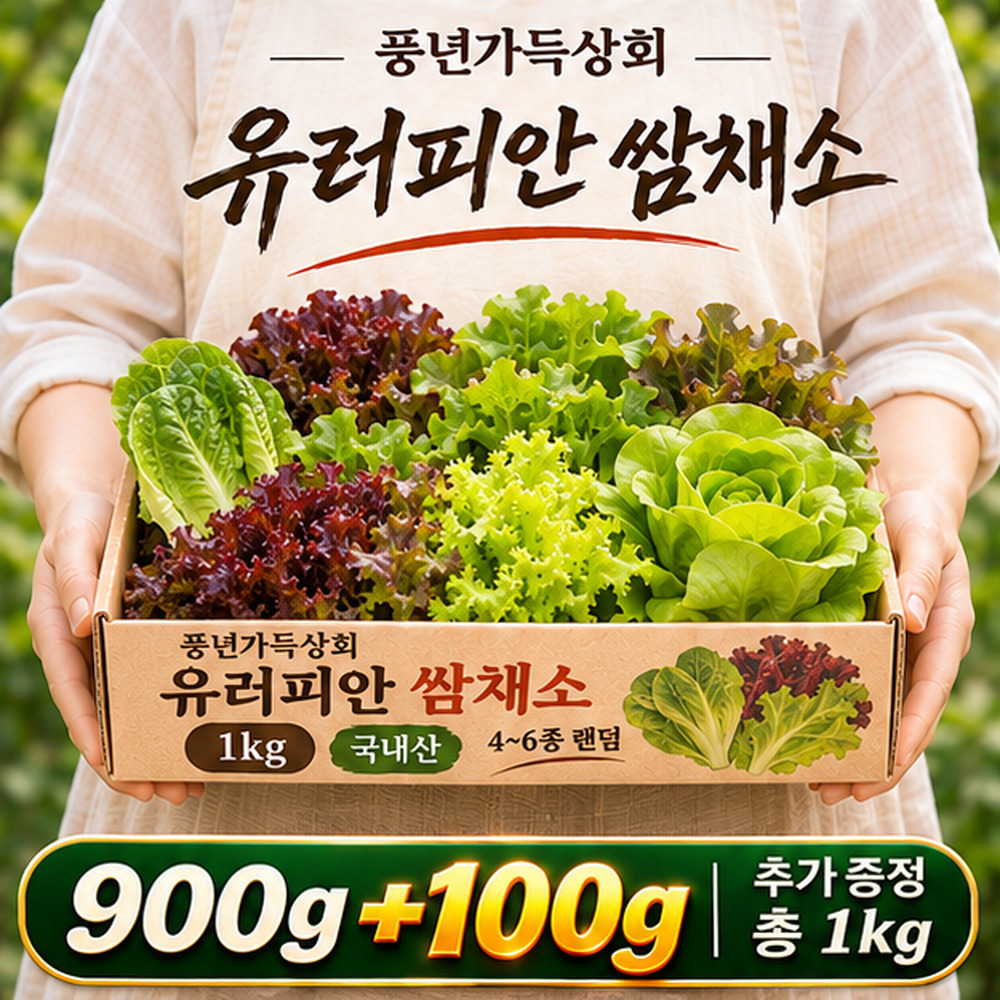 풍년가득상회
유러피안 쌈채소
풍년가득상회
유러피안 쌈채소
1kg 국내산 4~6종 랜덤
900g+100g 추가 증정
총 1kg